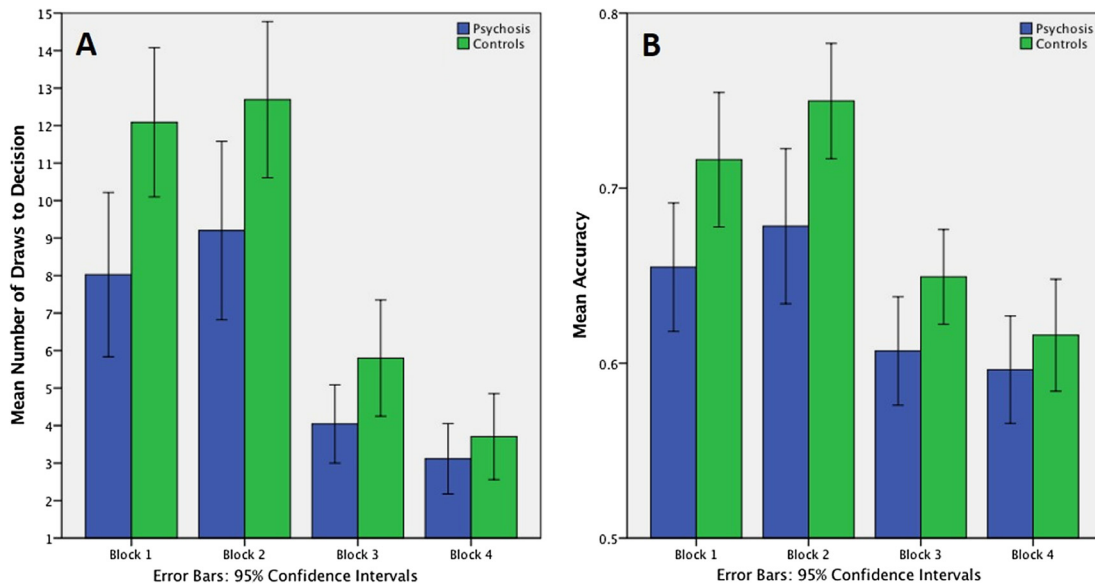 A
Psychosis
Controls
Mean Number of Draws to Decision
15
14
13
12
11
10
9
8
7
6
5
4
3
2
1
Block 1 Block 2 Block 3 Block 4
Error Bars: 95% Confidence Intervals
B
Psychosis
Controls
Mean Accuracy
0.8
0.7
0.6
0.5
Block 1 Block 2 Block 3 Block 4
Error Bars: 95% Confidence Intervals